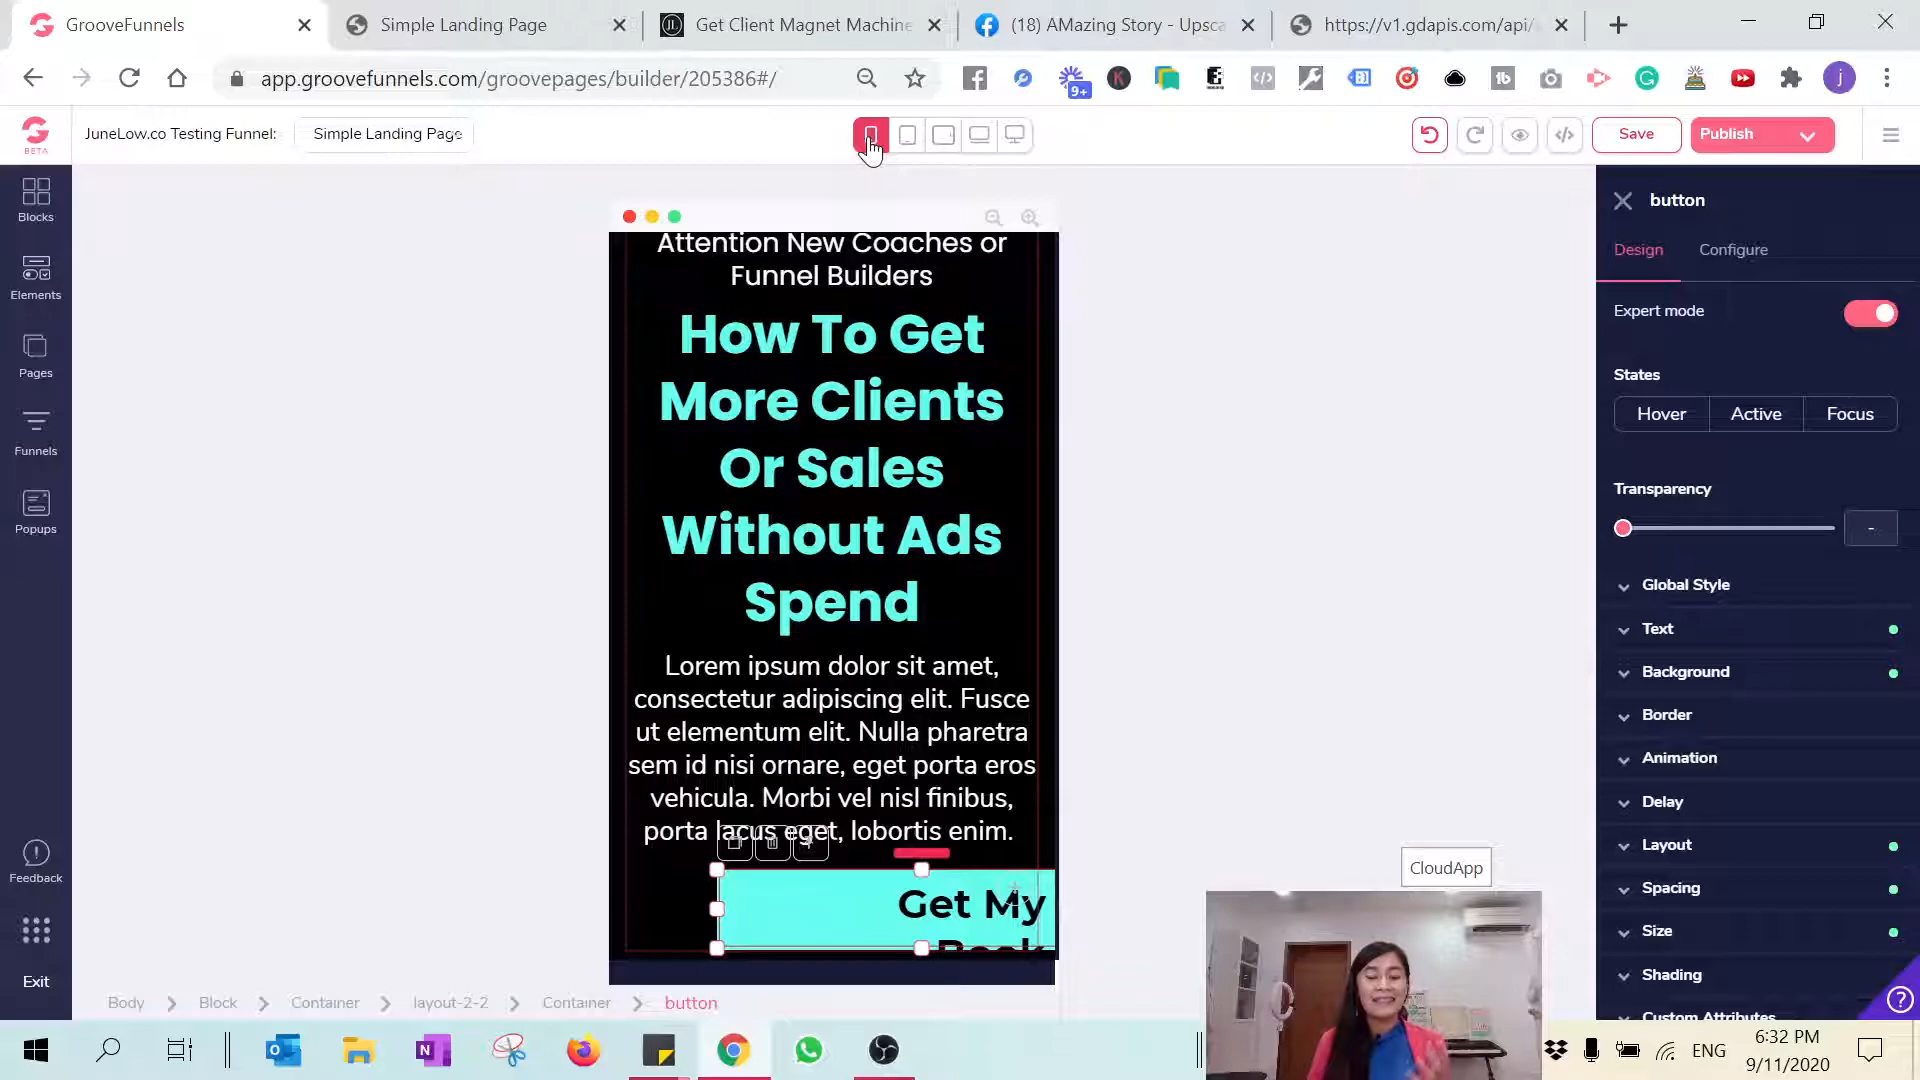 GrooveFunnels
Simple Landing Page
Get Client Magnet Machine
(18) AMazing Story - Upsca
https://v1.gdapis.com/api/
app.groovefunnels.com/groovepages/builder/205386#/
9+
j
BETA
JuneLow.co Testing Funnel:
Simple Landing Page
Save
Publish
Blocks
Elements
Pages
Funnels
Popups
Feedback
Exit
Attention New Coaches or
Funnel Builders
How To Get
More Clients
Or Sales
Without Ads
Spend
Lorem ipsum dolor sit amet,
consectetur adipiscing elit. Fusce
ut elementum elit. Nulla pharetra
sem id nisi ornare, eget porta eros
vehicula. Morbi vel nisl finibus,
porta lacus eget, lobortis enim.
Get My
Book
button
Design
Configure
Expert mode
States
Hover
Active
Focus
Transparency
-
Global Style
Text
Background
Border
Animation
Delay
Layout
Spacing
Size
Shading
Custom Attributes
CloudApp
Body
Block
Container
layout-2-2
Container
button
ENG
6:32 PM
9/11/2020